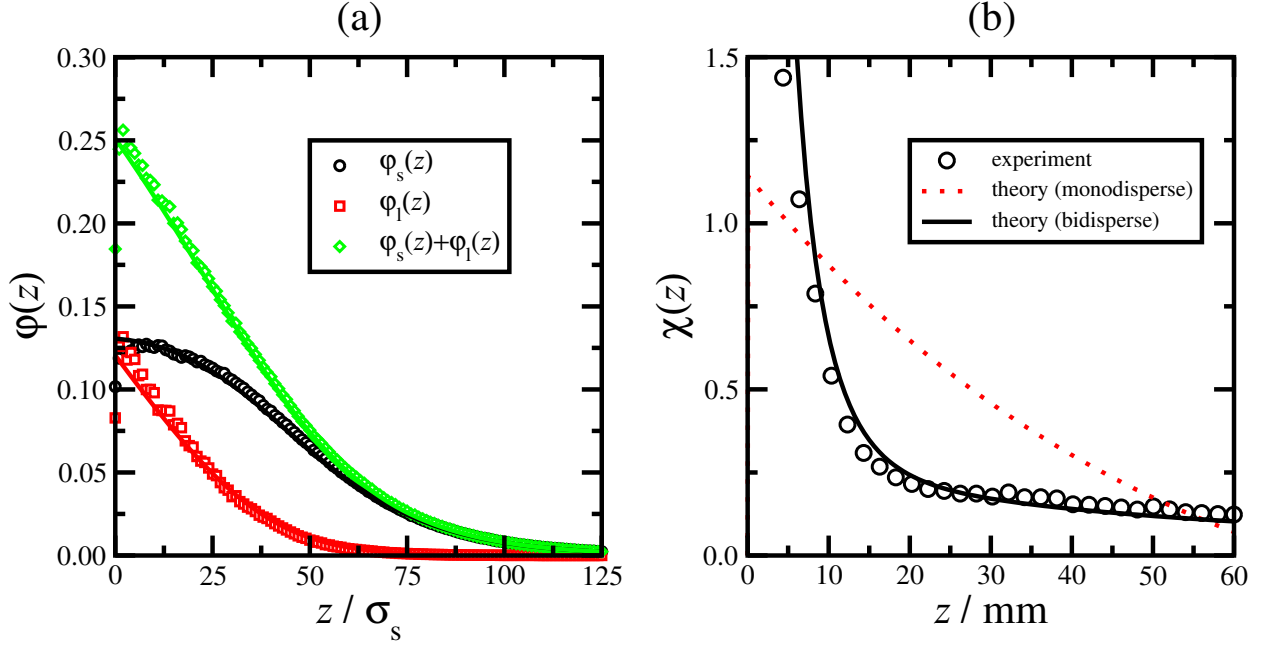 (a)
0.30
0.25
0.20
0.15
0.10
0.05
0.00
φ(z)
φs(z)
φl(z)
φs(z)+φl(z)
0 25 50 75 100 125
z / σs
(b)
1.5
1.0
0.5
0.0
χ(z)
experiment
theory (monodisperse)
theory (bidisperse)
0 10 20 30 40 50 60
z / mm